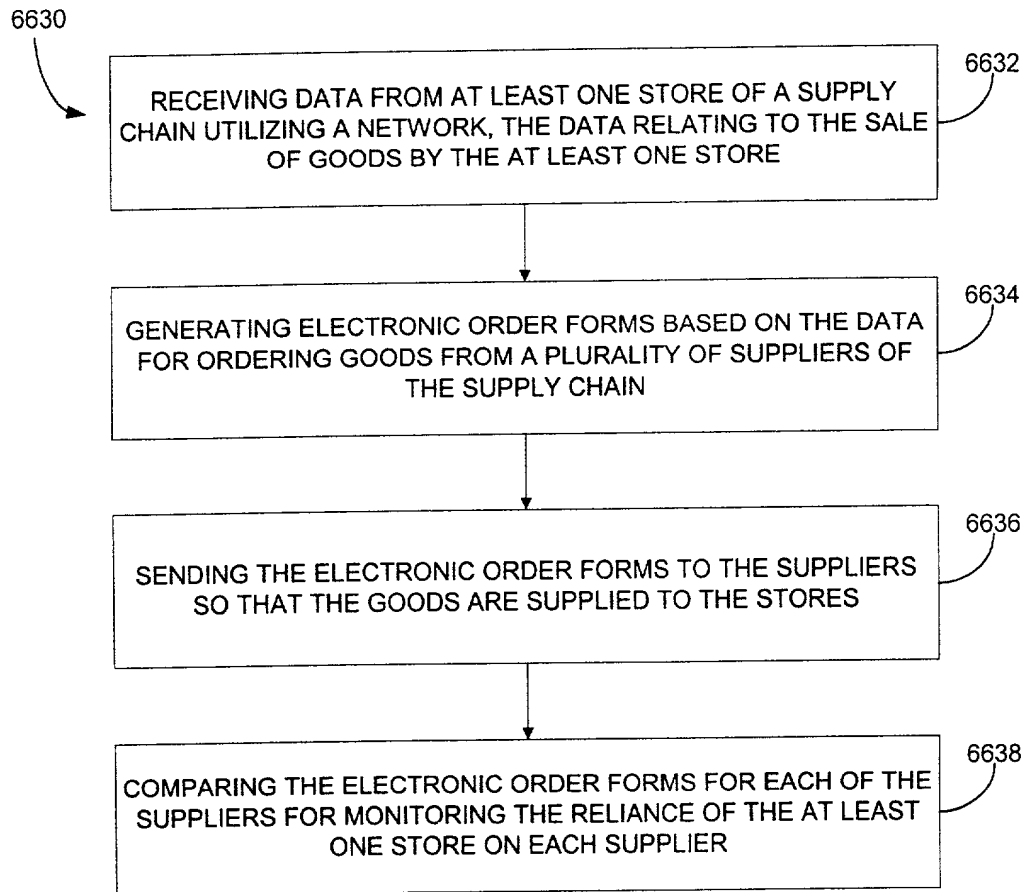 6630
6632
RECEIVING DATA FROM AT LEAST ONE STORE OF A SUPPLY
CHAIN UTILIZING A NETWORK, THE DATA RELATING TO THE SALE
OF GOODS BY THE AT LEAST ONE STORE
6634
GENERATING ELECTRONIC ORDER FORMS BASED ON THE DATA
FOR ORDERING GOODS FROM A PLURALITY OF SUPPLIERS OF
THE SUPPLY CHAIN
6636
SENDING THE ELECTRONIC ORDER FORMS TO THE SUPPLIERS
SO THAT THE GOODS ARE SUPPLIED TO THE STORES
6638
COMPARING THE ELECTRONIC ORDER FORMS FOR EACH OF THE
SUPPLIERS FOR MONITORING THE RELIANCE OF THE AT LEAST
ONE STORE ON EACH SUPPLIER